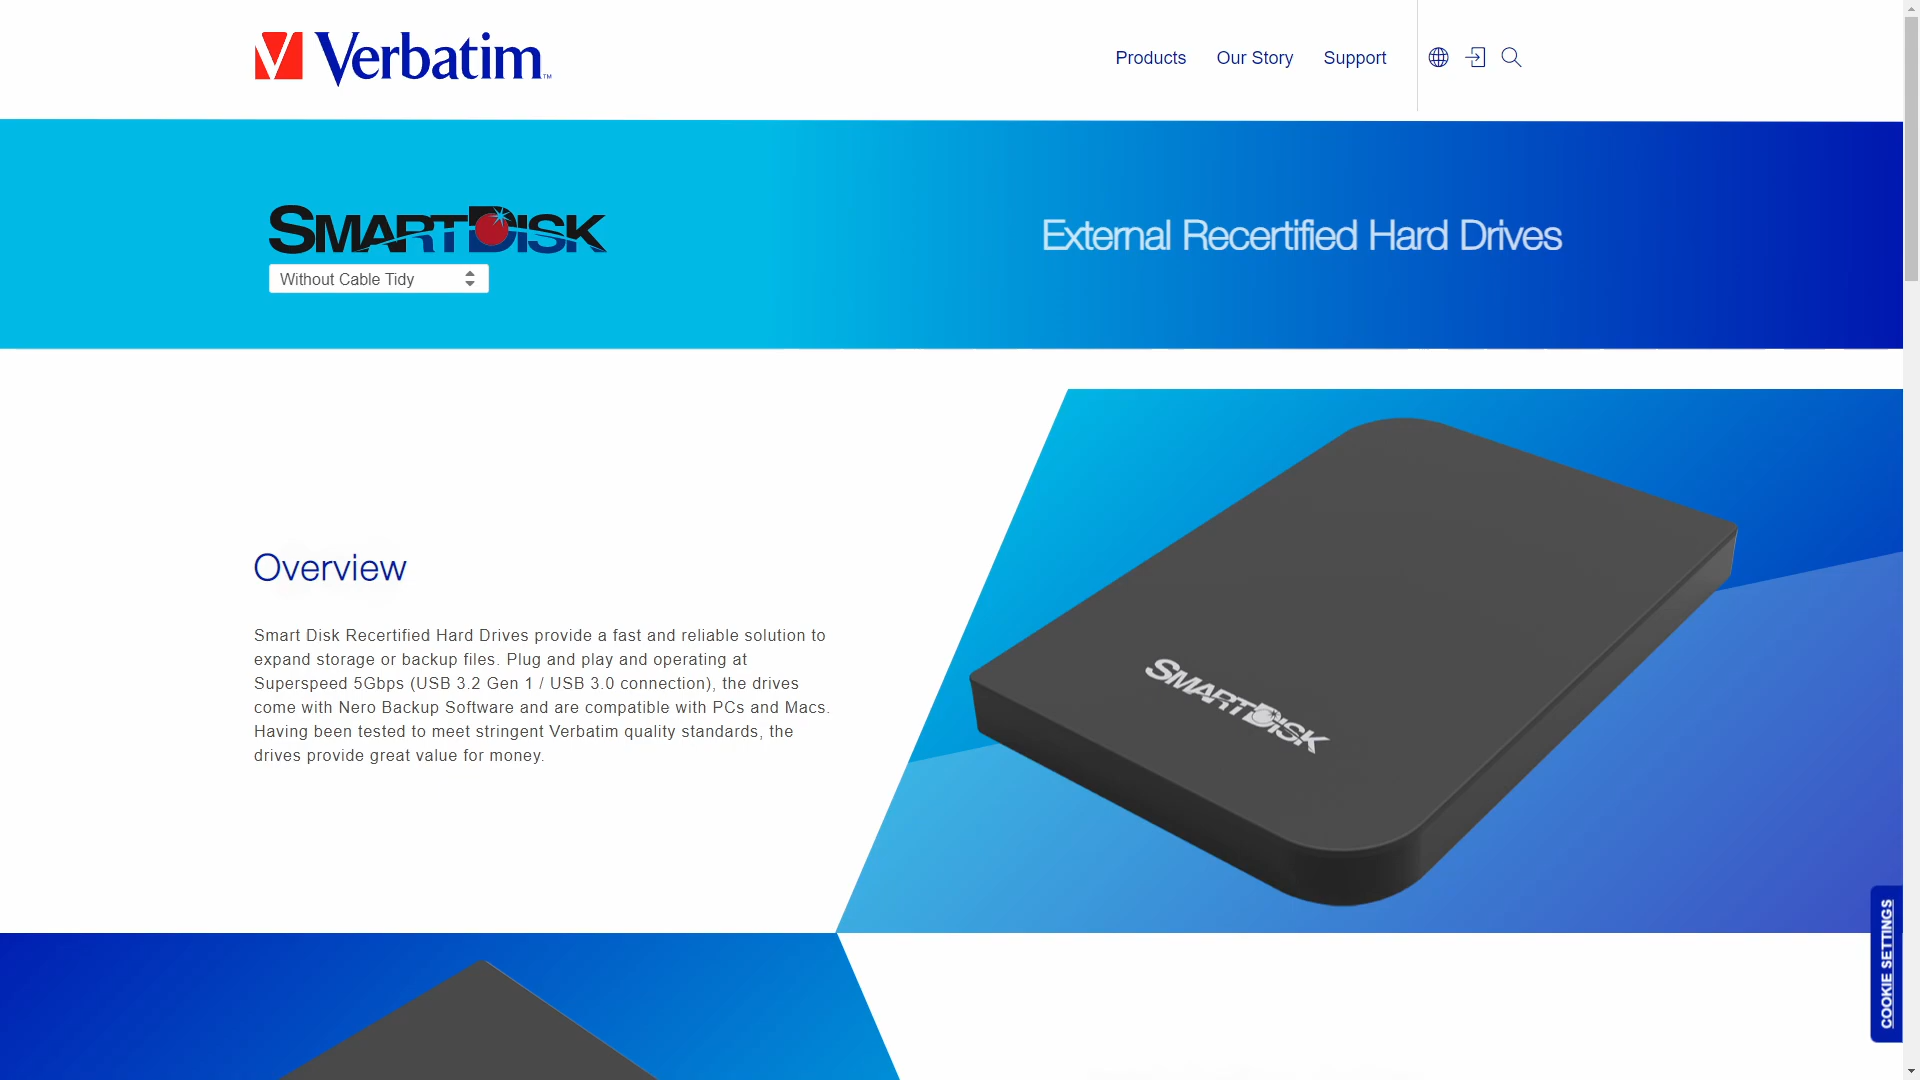 Verbatim™
Products
Our Story
Support
SMARTDISK
Without Cable Tidy
External Recertified Hard Drives
Overview
Smart Disk Recertified Hard Drives provide a fast and reliable solution to
expand storage or backup files. Plug and play and operating at
Superspeed 5Gbps (USB 3.2 Gen 1 / USB 3.0 connection), the drives
come with Nero Backup Software and are compatible with PCs and Macs.
Having been tested to meet stringent Verbatim quality standards, the
drives provide great value for money.
SMARTDISK
COOKIE SETTINGS